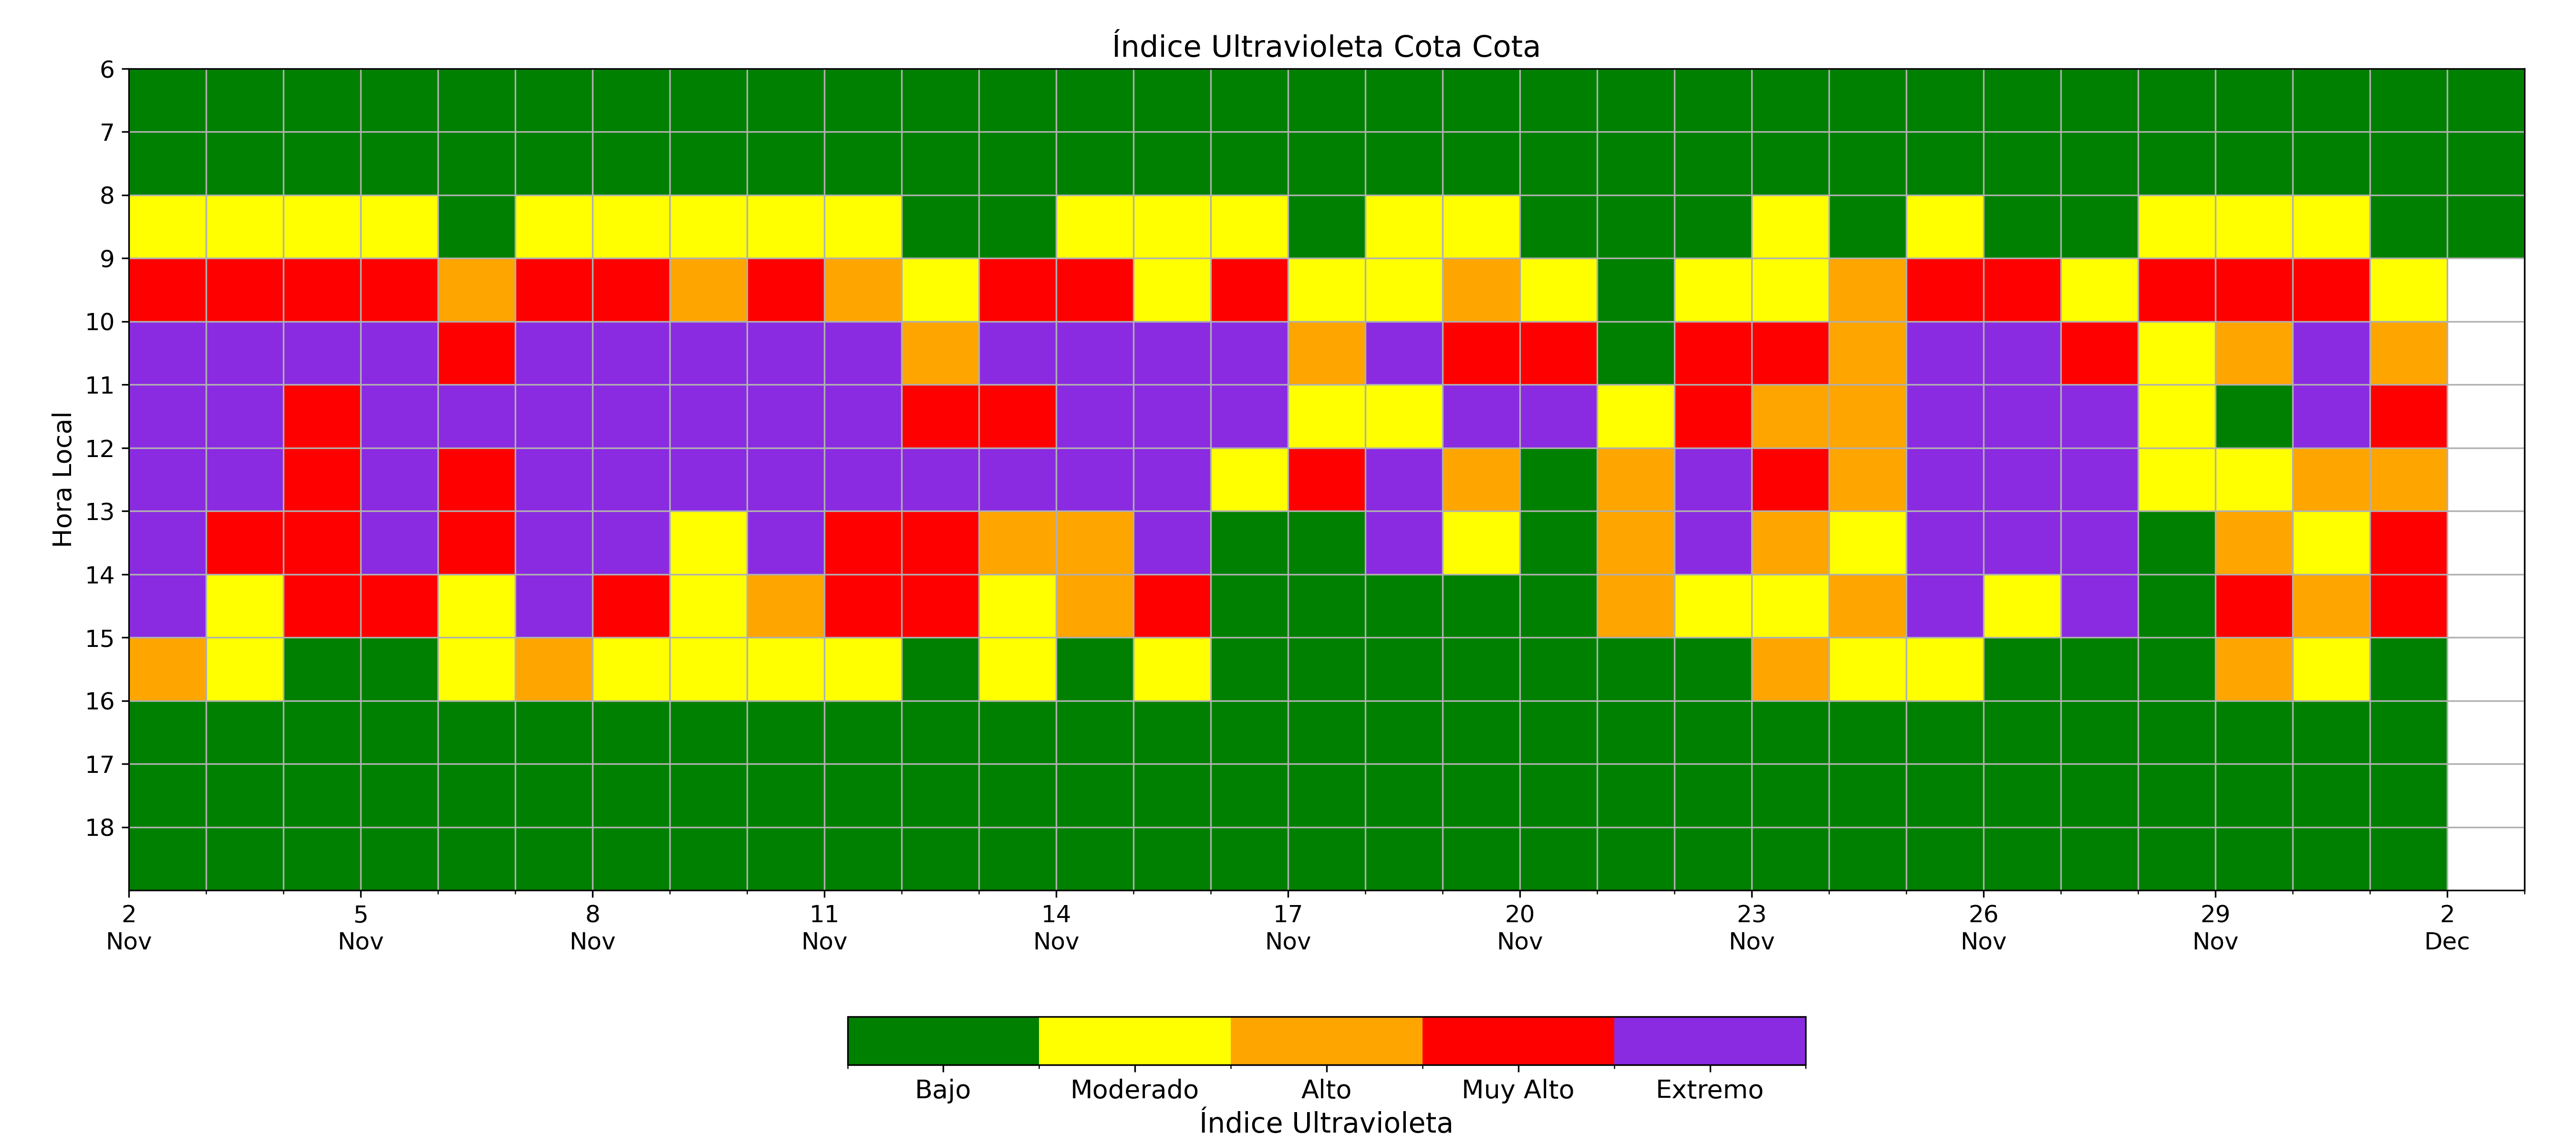 Índice Ultravioleta Cota Cota
Hora Local
6
7
8
9
10
11
12
13
14
15
16
17
18
2 5 8 11 14 17 20 23 26 29 2
Nov Nov Nov Nov Nov Nov Nov Nov Nov Nov Dec
Bajo Moderado Alto Muy Alto Extremo
Índice Ultravioleta